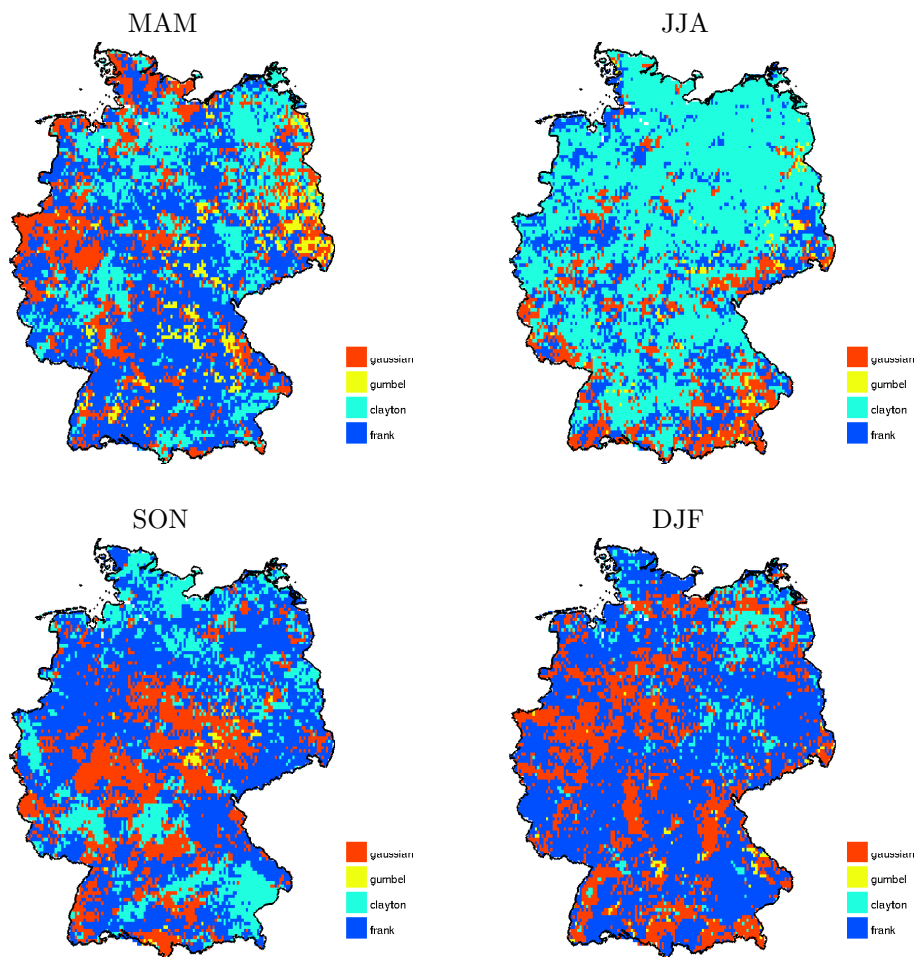 MAM
JJA
gaussian
gumbel
clayton
frank
gaussian
gumbel
clayton
frank
SON
DJF
gaussian
gumbel
clayton
frank
gaussian
gumbel
clayton
frank